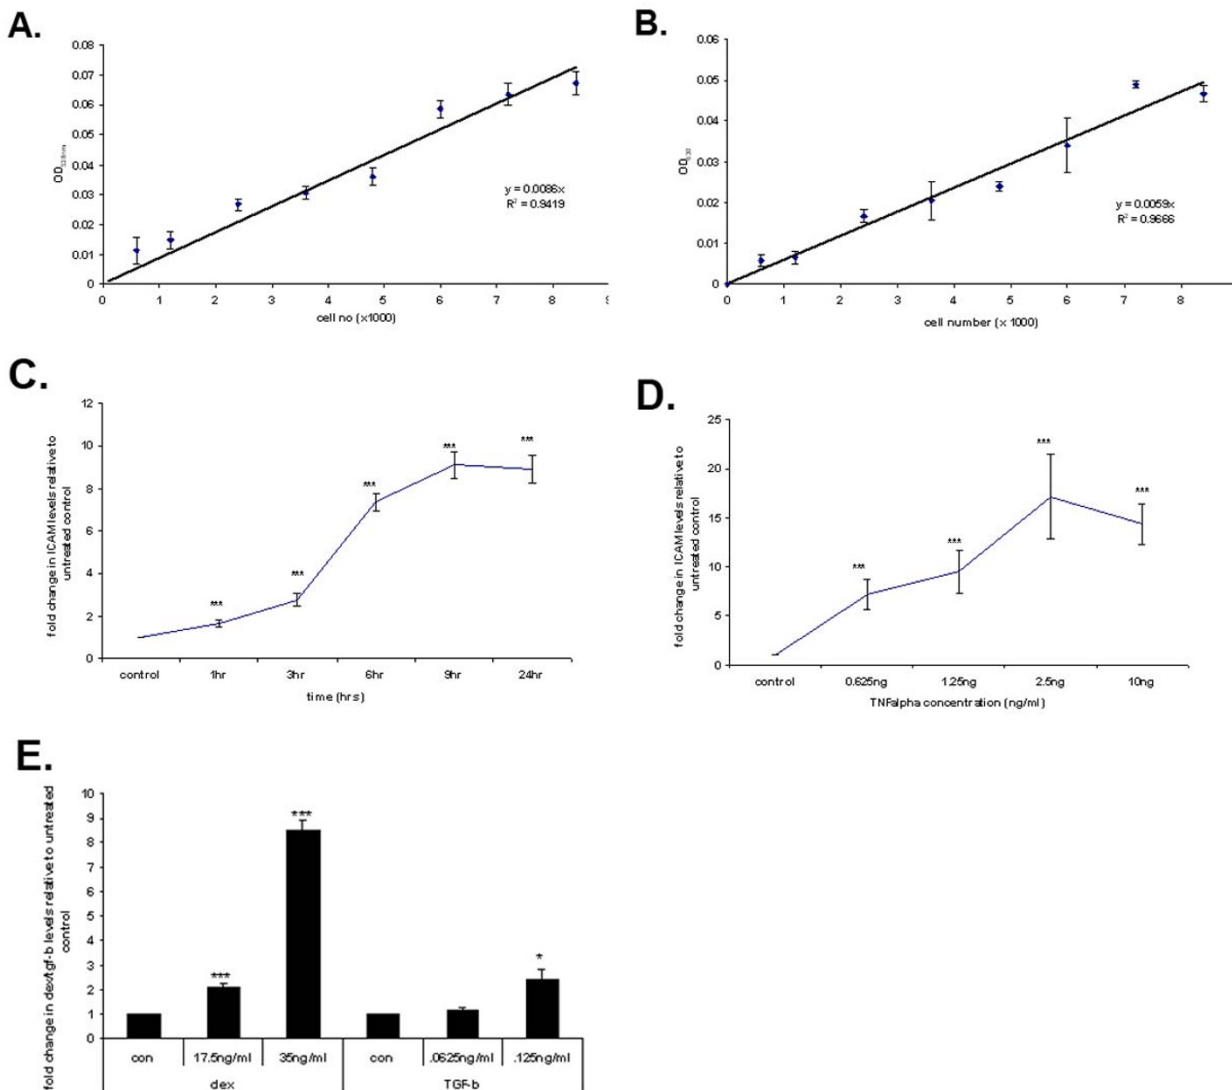 A.
0.08
0.07
0.06
0.05
0.04
0.03
0.02
0.01
0
OD
y = 0.0086x
R² = 0.9419
0 1 2 3 4 5 6 7 8
cell no (x1000)
B.
0.06
0.05
0.04
0.03
0.02
0.01
0
OD
y = 0.0059x
R² = 0.9666
0 1 2 3 4 5 6 7 8
cell number (x 1000)
C.
fold change in ICAM levels relative to
untreated control
12
10
8
6
4
2
0
*** *** *** *** ***
control 1hr 3hr 6hr 9hr 24hr
time (hrs)
D.
fold change in ICAM levels relative to
untreated control
25
20
15
10
5
0
*** *** *** ***
control 0.625ng 1.25ng 2.5ng 10ng
TNFalpha concentration (ng/ml)
E.
fold change in dex/tgf-b levels relative to untreated
control
10
9
8
7
6
5
4
3
2
1
0
*** *** *
con 17.5ng/ml 35ng/ml con .0625ng/ml .125ng/ml
dex TGF-b